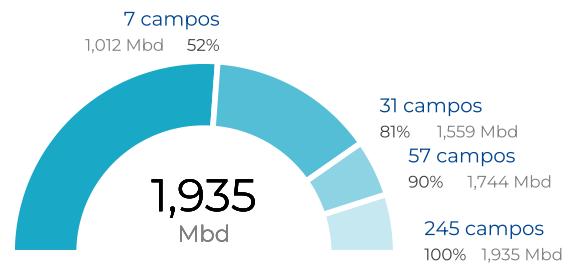 7 campos
1,012 Mbd 52%
31 campos
81% 1,559 Mbd
57 campos
90% 1,744 Mbd
1,935
Mbd
245 campos
100% 1,935 Mbd